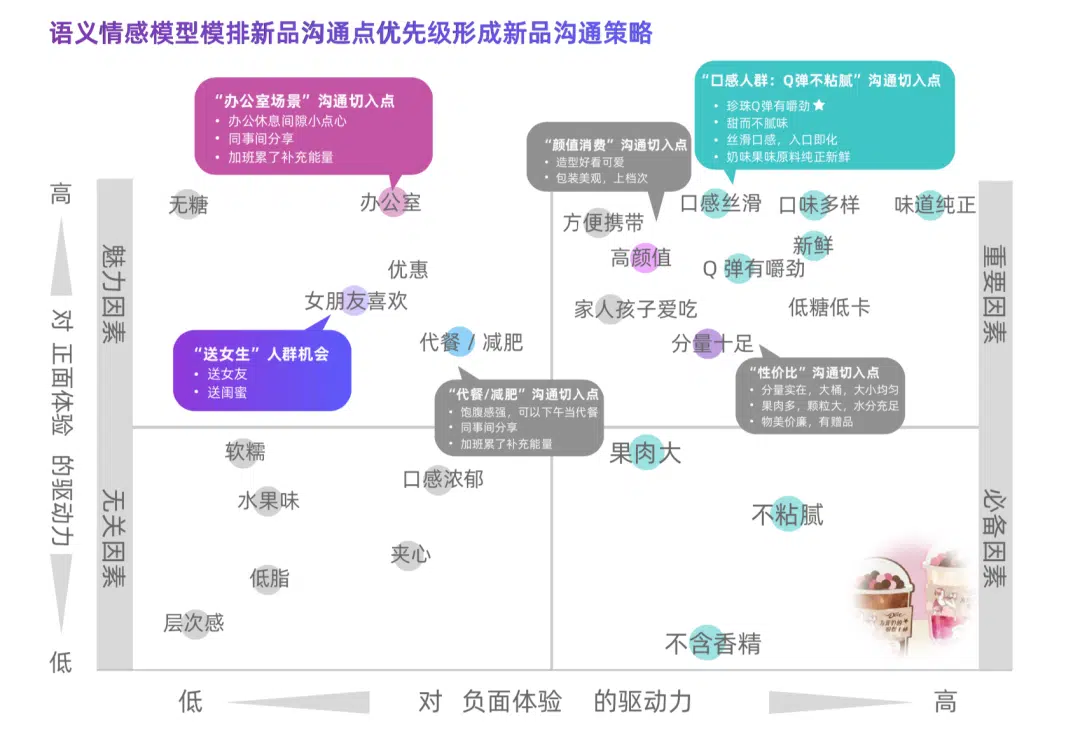 语义情感模型模排新品沟通点优先级形成新品沟通策略
“办公室场景”沟通切入点
• 办公休息间隙小点心
• 同事间分享
• 加班累了补充能量
“颜值消费”沟通切入点
• 造型好看可爱
• 包装美观，上档次
“口感人群：Q弹不粘腻”沟通切入点
• 珍珠Q弹有嚼劲★
• 甜而不腻味
• 丝滑口感，入口即化
• 奶味果味原料纯正新鲜
高
对 正面体验 的驱动力
低
魅力因素
无关因素
重要因素
必备因素
无糖
办公室
优惠
女朋友喜欢
代餐 / 减肥
“送女生”人群机会
• 送女友
• 送闺蜜
“代餐/减肥”沟通切入点
• 饱腹感强，可以下午当代餐
• 同事间分享
• 加班累了补充能量
方便携带
口感丝滑
口味多样
味道纯正
高颜值
新鲜
Q 弹有嚼劲
家人孩子爱吃
低糖低卡
分量十足
“性价比”沟通切入点
• 分量实在，大桶，大小均匀
• 果肉多，颗粒大，水分充足
• 物美价廉，有赠品
软糯
口感浓郁
水果味
夹心
低脂
层次感
果肉大
不粘腻
不含香精
低
对 负面体验 的驱动力
高